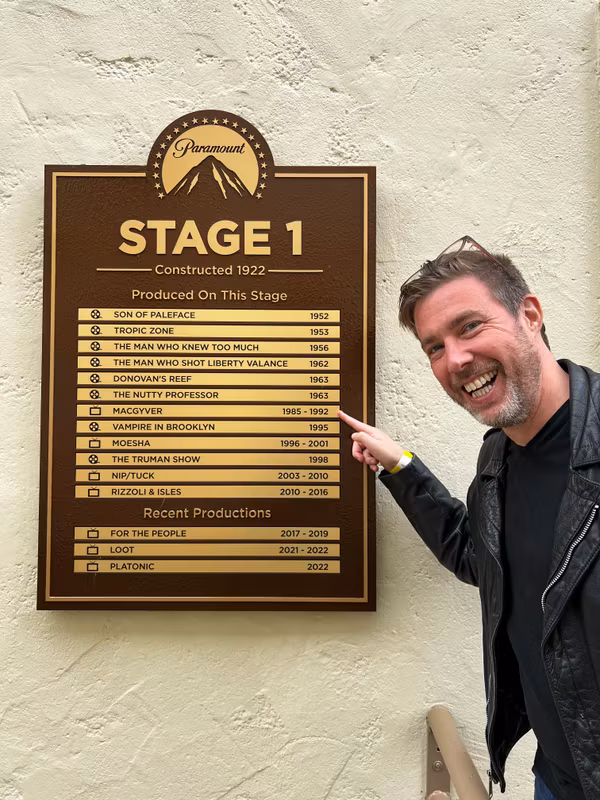 Paramount
STAGE 1
Constructed 1922
Produced On This Stage
SON OF PALEFACE 1952
TROPIC ZONE 1953
THE MAN WHO KNEW TOO MUCH 1956
THE MAN WHO SHOT LIBERTY VALANCE 1962
DONOVAN'S REEF 1963
THE NUTTY PROFESSOR 1963
MACGYVER 1985 - 1992
VAMPIRE IN BROOKLYN 1995
MOESHA 1996 - 2001
THE TRUMAN SHOW 1998
NIP/TUCK 2003 - 2010
RIZZOLI & ISLES 2010 - 2016
Recent Productions
FOR THE PEOPLE 2017 - 2019
LOOT 2021 - 2022
PLATONIC 2022